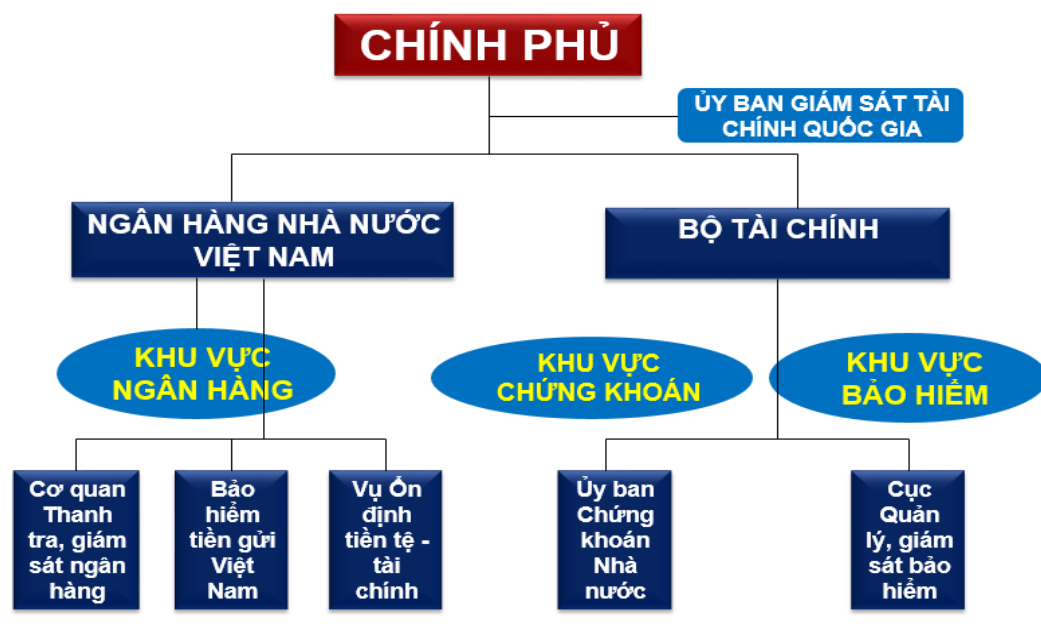 CHÍNH PHỦ
ỦY BAN GIÁM SÁT TÀI
CHÍNH QUỐC GIA
NGÂN HÀNG NHÀ NƯỚC
VIỆT NAM
BỘ TÀI CHÍNH
KHU VỰC
NGÂN HÀNG
KHU VỰC
CHỨNG KHOÁN
KHU VỰC
BẢO HIỂM
Cơ quan
Thanh
tra, giám
sát ngân
hàng
Bảo
hiểm
tiền gửi
Việt
Nam
Vụ Ổn
định
tiền tệ -
tài
chính
Ủy ban
Chứng
khoán
Nhà
nước
Cục
Quản
lý, giám
sát bảo
hiểm